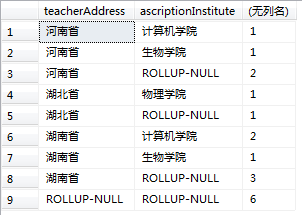 teacherAddress ascriptionInstitute (无列名)
1 河南省 计算机学院 1
2 河南省 生物学院 1
3 河南省 ROLLUP-NULL 2
4 湖北省 物理学院 1
5 湖北省 ROLLUP-NULL 1
6 湖南省 计算机学院 2
7 湖南省 生物学院 1
8 湖南省 ROLLUP-NULL 3
9 ROLLUP-NULL ROLLUP-NULL 6